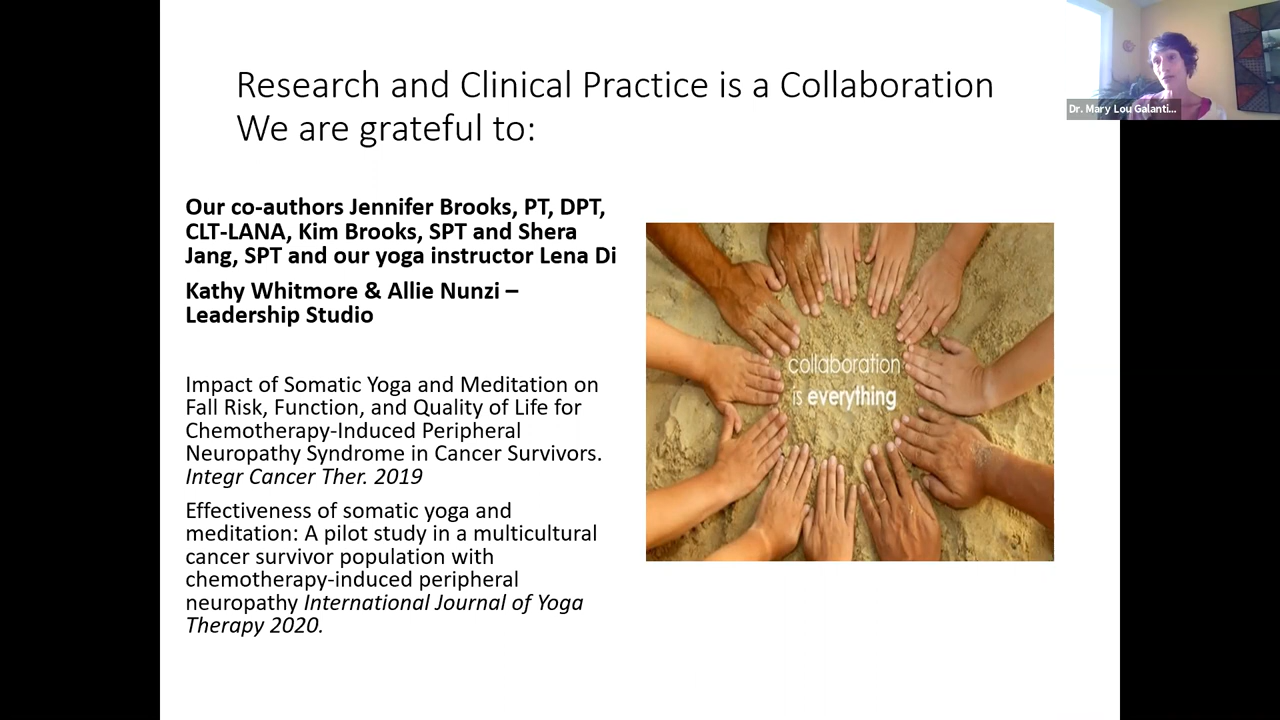 Research and Clinical Practice is a Collaboration
We are grateful to:
Dr. Mary Lou Galanti...
Our co-authors Jennifer Brooks, PT, DPT,
CLT-LANA, Kim Brooks, SPT and Shera
Jang, SPT and our yoga instructor Lena Di
Kathy Whitmore & Allie Nunzi –
Leadership Studio
Impact of Somatic Yoga and Meditation on
Fall Risk, Function, and Quality of Life for
Chemotherapy-Induced Peripheral
Neuropathy Syndrome in Cancer Survivors.
Integr Cancer Ther. 2019
Effectiveness of somatic yoga and
meditation: A pilot study in a multicultural
cancer survivor population with
chemotherapy-induced peripheral
neuropathy International Journal of Yoga
Therapy 2020.
collaboration
is everything